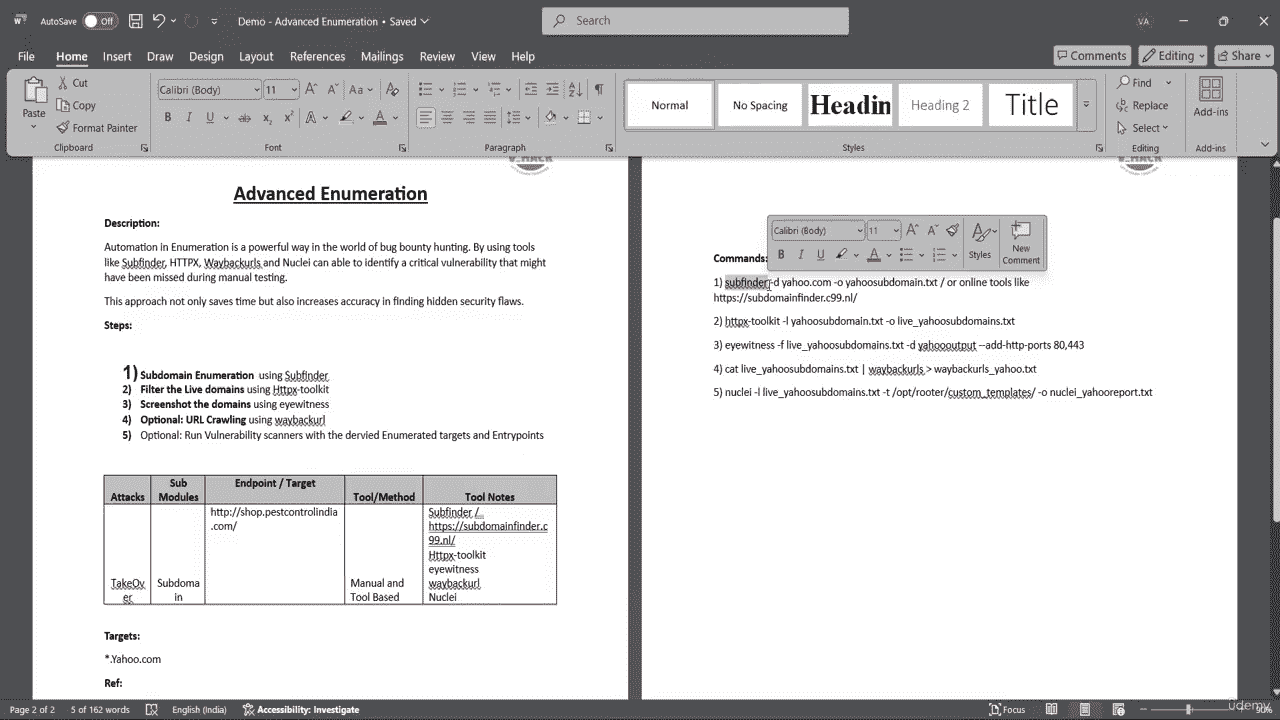 AutoSave Off Demo - Advanced Enumeration • Saved Search VA
File Home Insert Draw Design Layout References Mailings Review View Help Comments Editing Share
Paste Cut Copy Format Painter
Calibri (Body) 11
Normal No Spacing Headin Heading 2 Title
Find Replace Select Add-ins
Clipboard Font Paragraph Styles Editing Add-ins
V_HACK
Advanced Enumeration
Description:
Automation in Enumeration is a powerful way in the world of bug bounty hunting. By using tools
like Subfinder, HTTPX, Waybackurls and Nuclei can able to identify a critical vulnerability that might
have been missed during manual testing.
This approach not only saves time but also increases accuracy in finding hidden security flaws.
Steps:
1) Subdomain Enumeration using Subfinder
2) Filter the Live domains using Httpx-toolkit
3) Screenshot the domains using eyewitness
4) Optional: URL Crawling using waybackurl
5) Optional: Run Vulnerability scanners with the dervied Enumerated targets and Entrypoints
Attacks Sub Modules Endpoint / Target Tool/Method Tool Notes
TakeOv
er
Subdoma
in
http://shop.pestcontrolindia
.com/
Manual and
Tool Based
Subfinder /
https://subdomainfinder.c
99.nl/
Httpx-toolkit
eyewitness
waybackurl
Nuclei
Targets:
*.Yahoo.com
Ref:
V_HACK
Calibri (Body) 11
Styles New Comment
Commands:
1) subfinder -d yahoo.com -o yahoosubdomain.txt / or online tools like
https://subdomainfinder.c99.nl/
2) httpx-toolkit -l yahoosubdomain.txt -o live_yahoosubdomains.txt
3) eyewitness -f live_yahoosubdomains.txt -d yahoooutput --add-http-ports 80,443
4) cat live_yahoosubdomains.txt | waybackurls > waybackurls_yahoo.txt
5) nuclei -l live_yahoosubdomains.txt -t /opt/rooter/custom_templates/ -o nuclei_yahooreport.txt
Page 2 of 2 5 of 162 words English (India) Accessibility: Investigate Focus